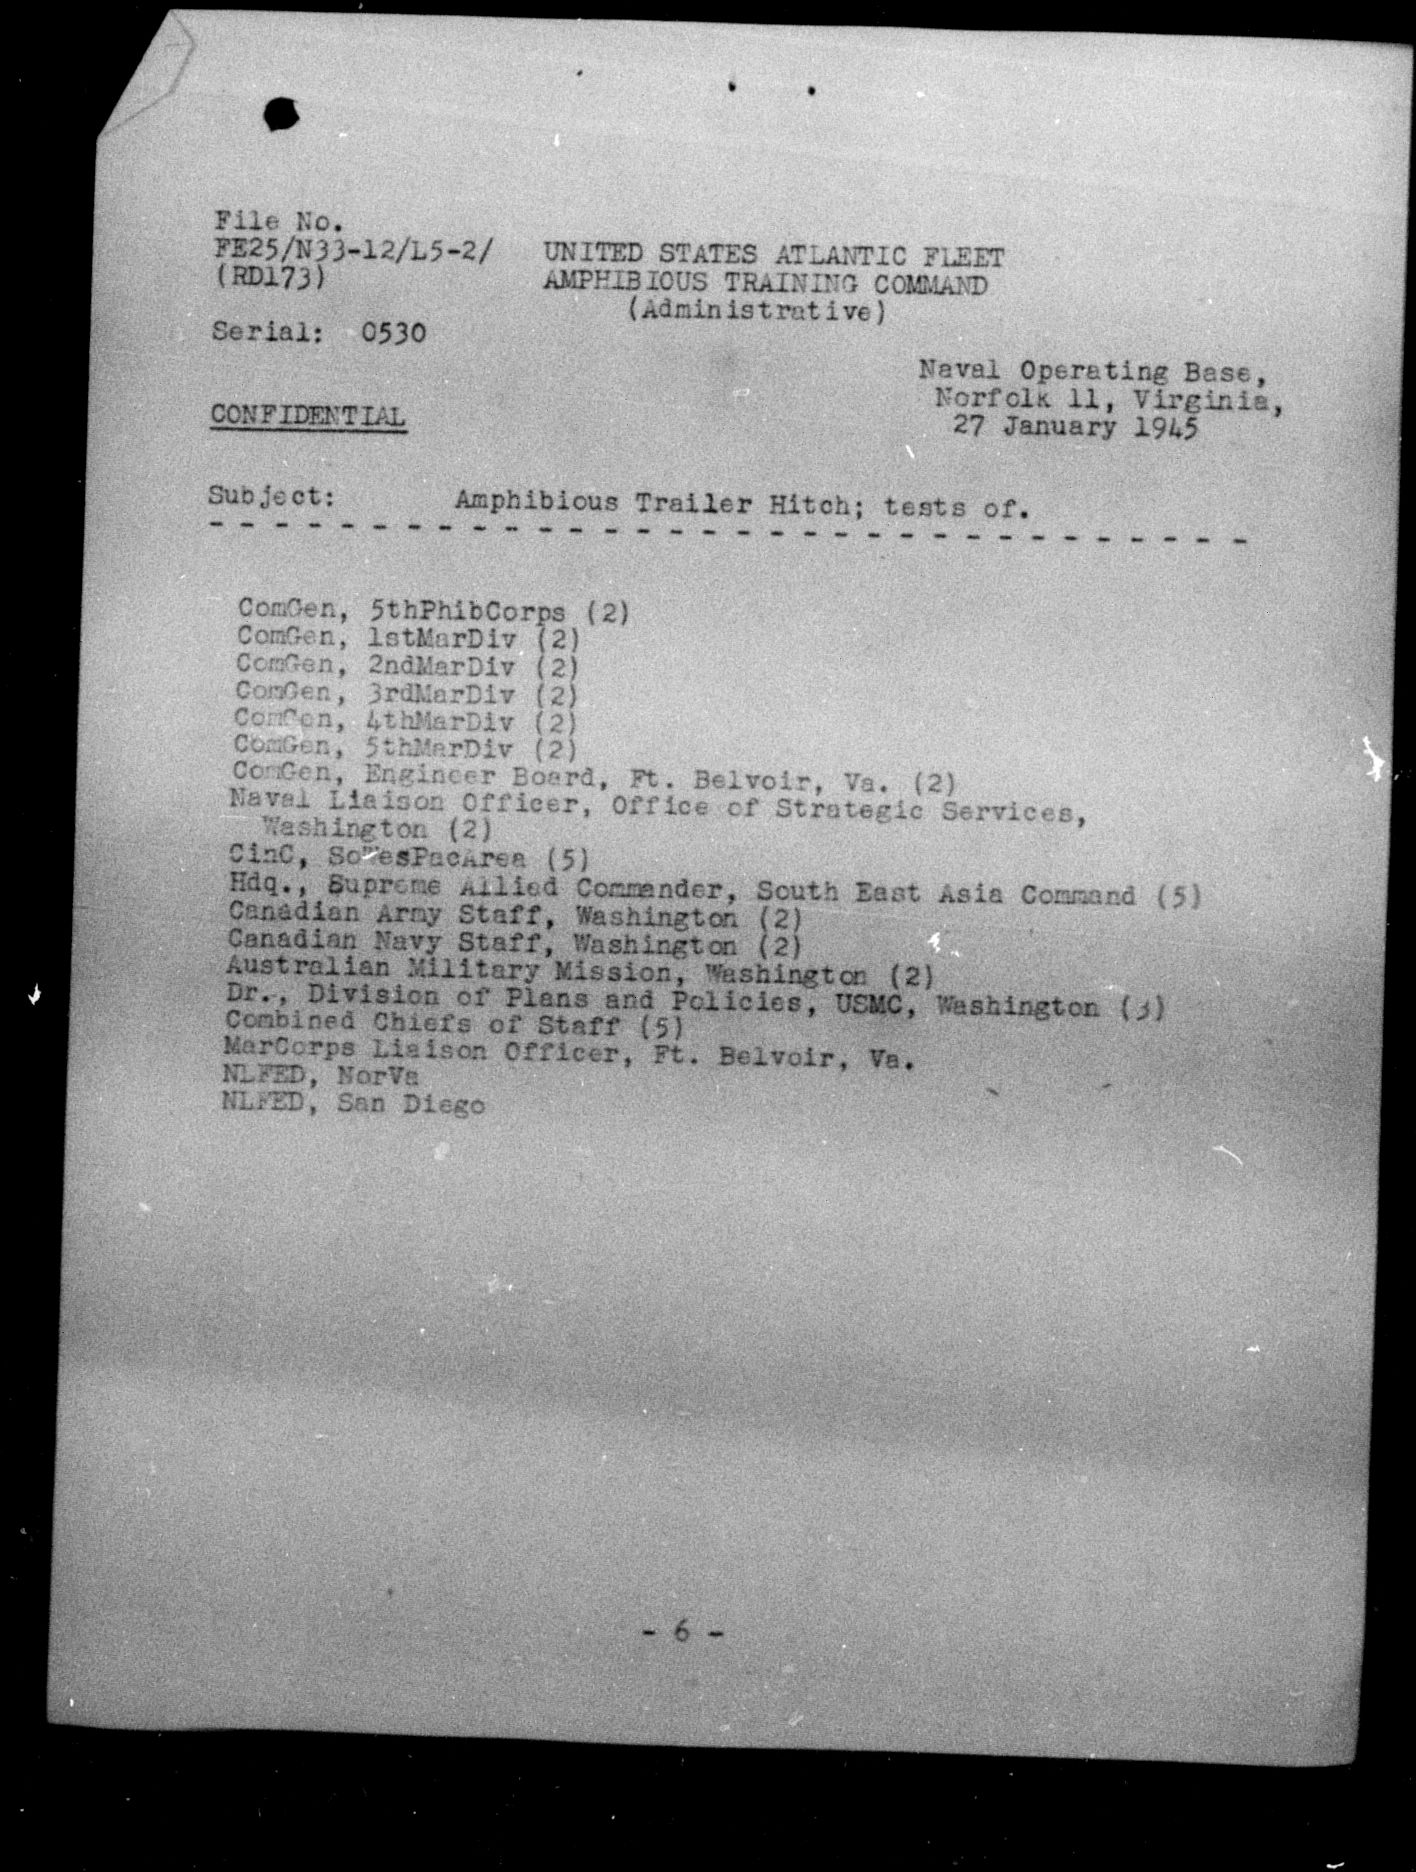 File No.
FE25/N33-12/L5-2/
(RD173)
UNITED STATES ATLANTIC FLEET
AMPHIBIOUS TRAINING COMMAND
(Administrative)
Serial: 0530
Naval Operating Base,
Norfolk 11, Virginia,
27 January 1945
CONFIDENTIAL
Subject: Amphibious Trailer Hitch; tests of.
- - - - - - - - - - - - - - - - - - - - - - - - - - - - - - - -
ComGen, 5thPhibCorps (2)
ComGen, 1stMarDiv (2)
ComGen, 2ndMarDiv (2)
ComGen, 3rdMarDiv (2)
ComGen, 4thMarDiv (2)
ComGen, 5thMarDiv (2)
ComGen, Engineer Board, Ft. Belvoir, Va. (2)
Naval Liaison Officer, Office of Strategic Services,
Washington (2)
CinC, SoWesPacArea (5)
Hdq., Supreme Allied Commander, South East Asia Command (5)
Canadian Army Staff, Washington (2)
Canadian Navy Staff, Washington (2)
Australian Military Mission, Washington (2)
Dr., Division of Plans and Policies, USMC, Washington (3)
Combined Chiefs of Staff (5)
MarCorps Liaison Officer, Ft. Belvoir, Va.
NLFED, NorVa
NLFED, San Diego
- 6 -